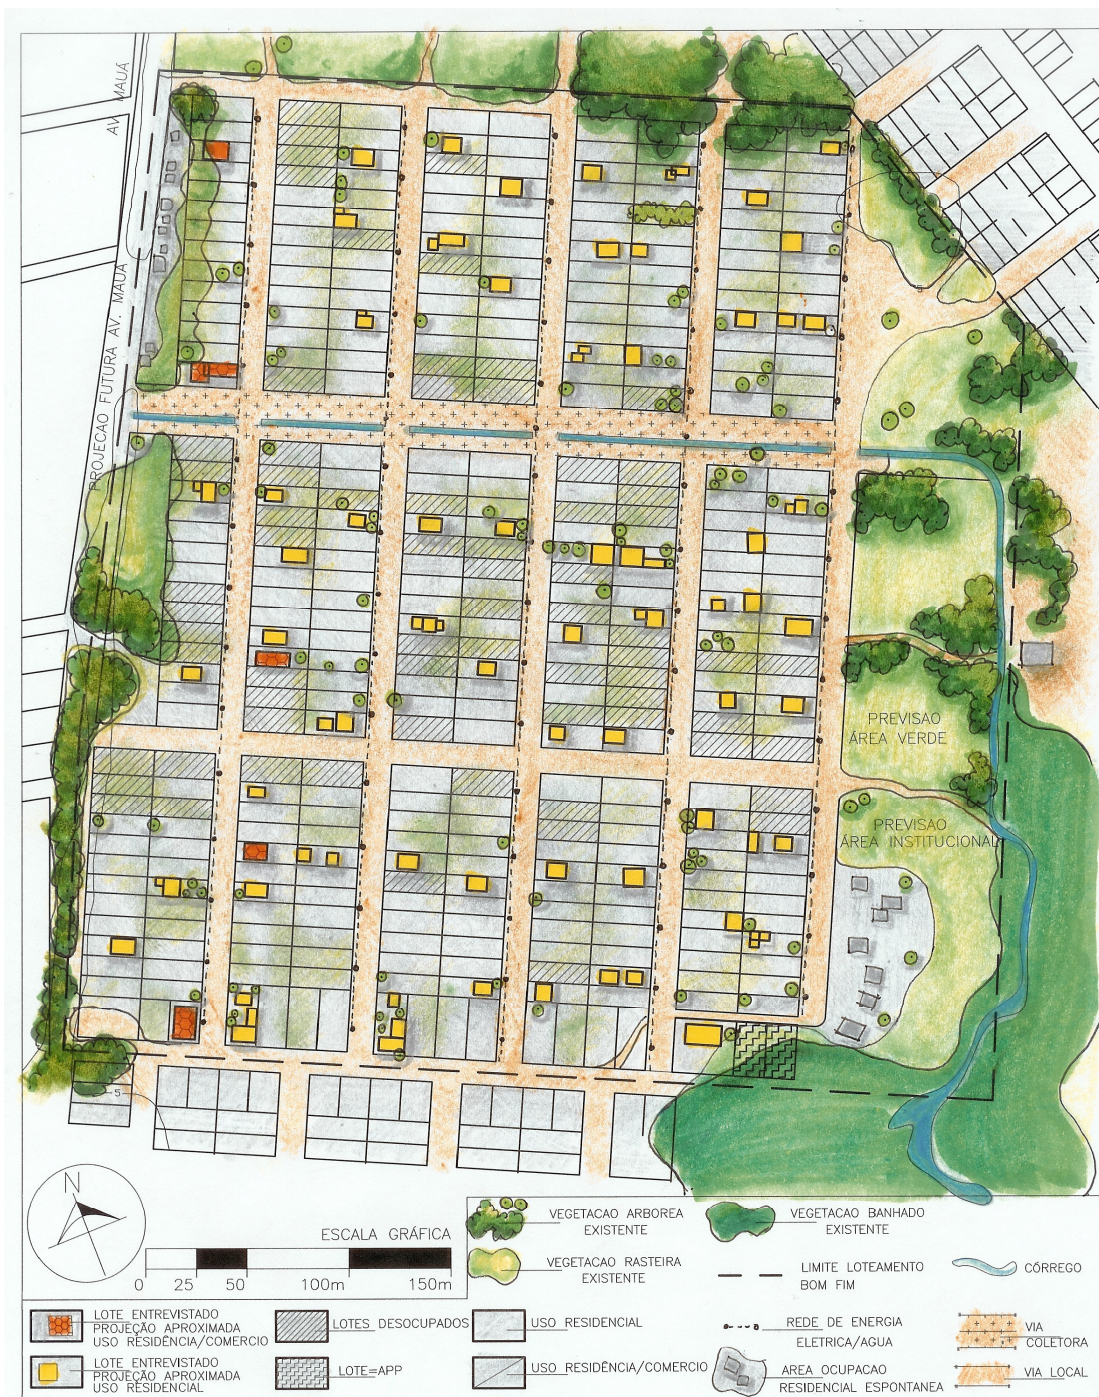 AV. MAUÁ
PROJECAO FUTURA AV. MAUÁ
PREVISAO
ÁREA VERDE
PREVISAO
ÁREA INSTITUCIONAL
5
N
ESCALA GRÁFICA
0 25 50 100m 150m
VEGETACAO ARBOREA
EXISTENTE
VEGETACAO BANHADO
EXISTENTE
VEGETACAO RASTEIRA
EXISTENTE
LIMITE LOTEAMENTO
BOM FIM
CÓRREGO
LOTE ENTREVISTADO
PROJEÇÃO APROXIMADA
USO RESIDÊNCIA/COMERCIO
LOTES DESOCUPADOS
USO RESIDENCIAL
REDE DE ENERGIA
ELETRICA/AGUA
VIA
COLETORA
LOTE ENTREVISTADO
PROJEÇÃO APROXIMADA
USO RESIDENCIAL
LOTE=APP
USO RESIDÊNCIA/COMERCIO
AREA OCUPACAO
RESIDENCIAL ESPONTANEA
VIA LOCAL